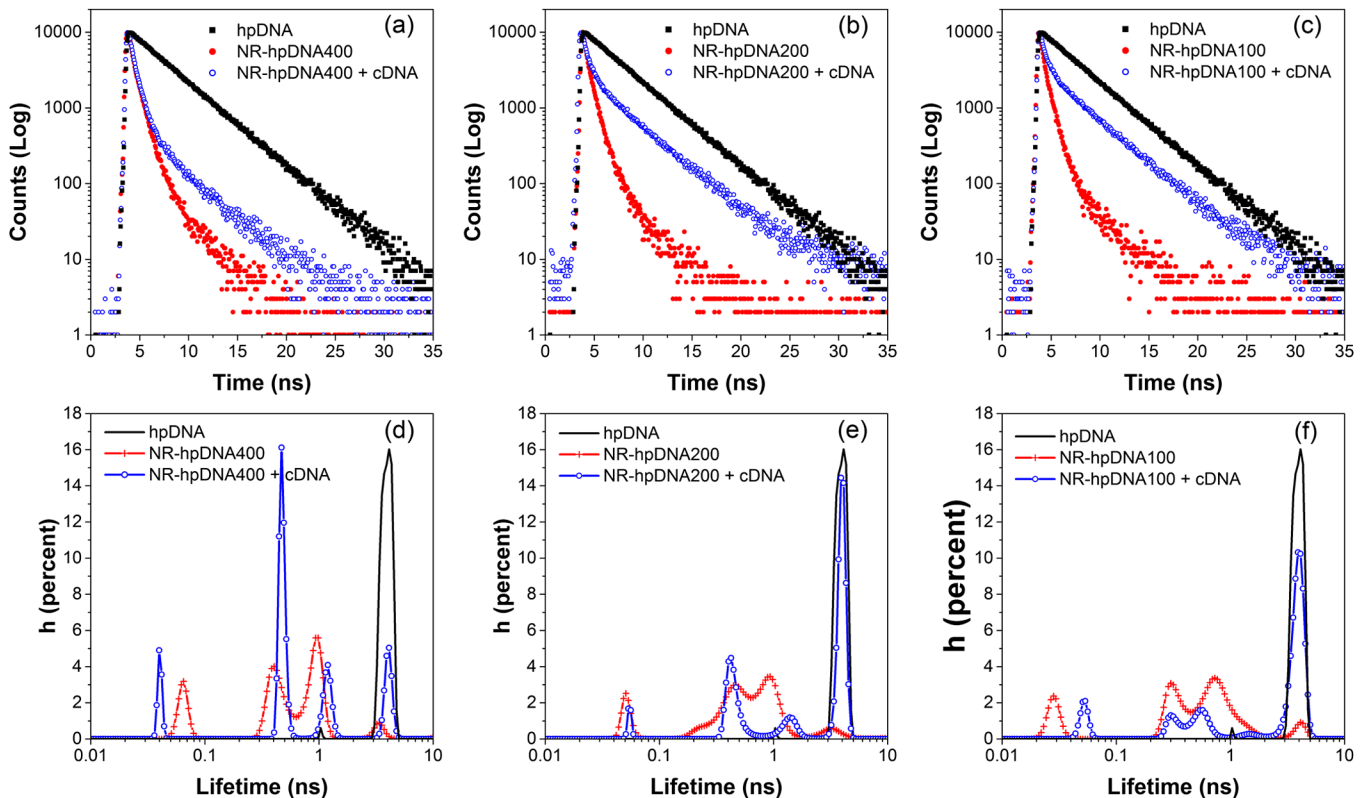 (a)
hpDNA
NR-hpDNA400
NR-hpDNA400 + cDNA
10000
1000
100
10
1
Counts (Log)
0 5 10 15 20 25 30 35
Time (ns)
(b)
hpDNA
NR-hpDNA200
NR-hpDNA200 + cDNA
10000
1000
100
10
1
Counts (Log)
0 5 10 15 20 25 30 35
Time (ns)
(c)
hpDNA
NR-hpDNA100
NR-hpDNA100 + cDNA
10000
1000
100
10
1
Counts (Log)
0 5 10 15 20 25 30 35
Time (ns)
(d)
hpDNA
NR-hpDNA400
NR-hpDNA400 + cDNA
18
16
14
12
10
8
6
4
2
0
h (percent)
0.01 0.1 1 10
Lifetime (ns)
(e)
hpDNA
NR-hpDNA200
NR-hpDNA200 + cDNA
18
16
14
12
10
8
6
4
2
0
h (percent)
0.01 0.1 1 10
Lifetime (ns)
(f)
hpDNA
NR-hpDNA100
NR-hpDNA100 + cDNA
18
16
14
12
10
8
6
4
2
0
h (percent)
0.01 0.1 1 10
Lifetime (ns)